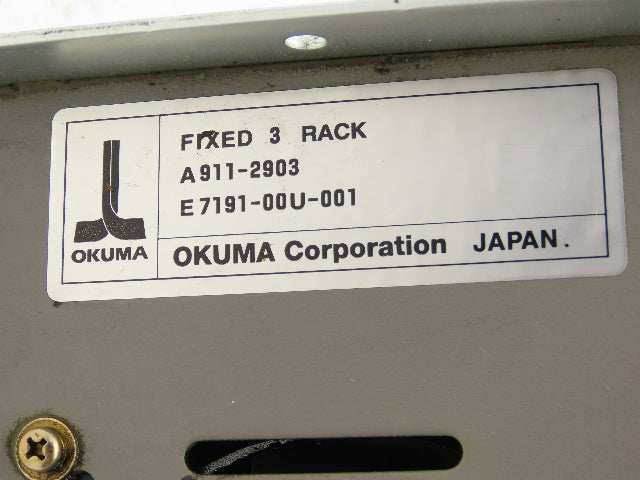 FIXED 3 RACK
A911-2903
E7191-00U-001
OKUMA
OKUMA Corporation JAPAN.